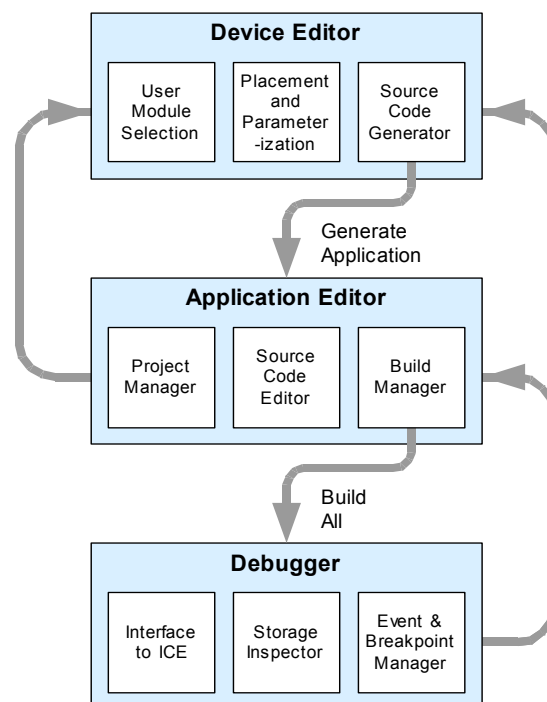 Device Editor
User
Module
Selection
Placement
and
Parameter
-ization
Source
Code
Generator
Generate
Application
Application Editor
Project
Manager
Source
Code
Editor
Build
Manager
Build
All
Debugger
Interface
to ICE
Storage
Inspector
Event &
Breakpoint
Manager